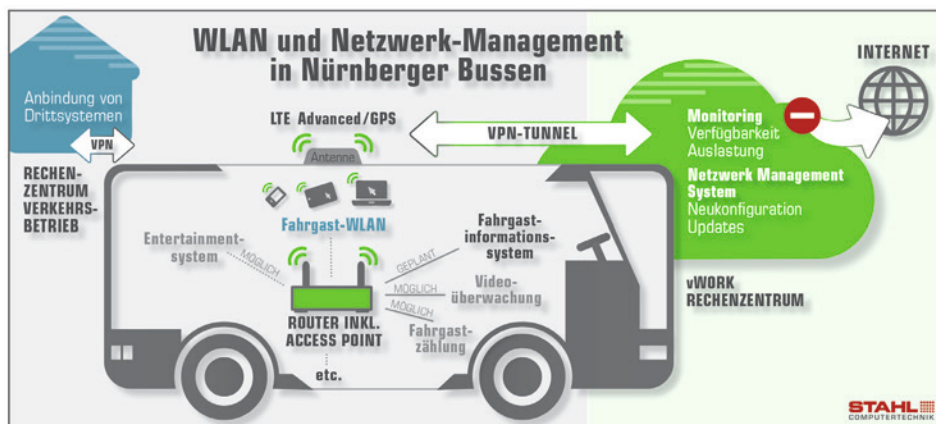 WLAN und Netzwerk-Management
in Nürnberger Bussen
Anbindung von
Drittsystemen
VPN
RECHEN-
ZENTRUM
VERKEHRS-
BETRIEB
LTE Advanced/GPS
Antenne
VPN-TUNNEL
INTERNET
Monitoring
Verfügbarkeit
Auslastung
Netzwerk Management
System
Neukonfiguration
Updates
vWORK
RECHENZENTRUM
Fahrgast-WLAN
Entertainment-
system
MÖGLICH
GEPLANT
Fahrgast-
informations-
system
MÖGLICH
Video-
überwachung
MÖGLICH
Fahrgast-
zählung
ROUTER INKL.
ACCESS POINT
etc.
STAHL
COMPUTERTECHNIK